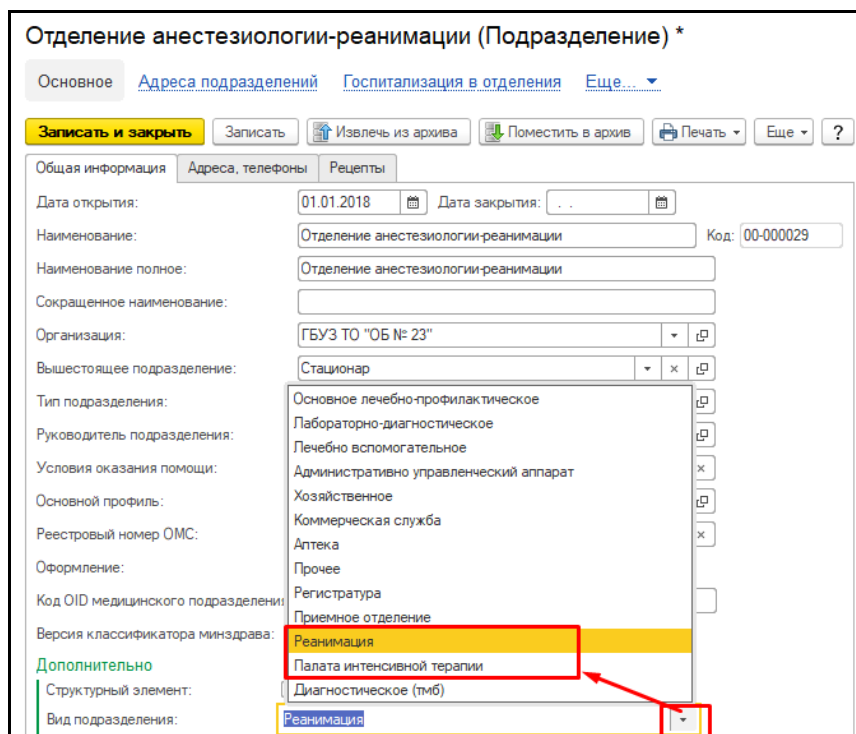 Отделение анестезиологии-реанимации (Подразделение) *
Основное Адреса подразделений Госпитализация в отделения Еще...
Записать и закрыть Записать Извлечь из архива Поместить в архив Печать Еще ?
Общая информация Адреса, телефоны Рецепты
Дата открытия: 01.01.2018 Дата закрытия: . .
Наименование: Отделение анестезиологии-реанимации Код: 00-000029
Наименование полное: Отделение анестезиологии-реанимации
Сокращенное наименование:
Организация: ГБУЗ ТО "ОБ № 23"
Вышестоящее подразделение: Стационар
Тип подразделения:
Руководитель подразделения:
Условия оказания помощи:
Основной профиль:
Реестровый номер ОМС:
Оформление:
Код OID медицинского подразделени
Версия классификатора минздрава:
Дополнительно
Структурный элемент:
Вид подразделения: Реанимация
Основное лечебно-профилактическое
Лабораторно-диагностическое
Лечебно вспомогательное
Административно управленческий аппарат
Хозяйственное
Коммерческая служба
Аптека
Прочее
Регистратура
Приемное отделение
Реанимация
Палата интенсивной терапии
Диагностическое (тмб)